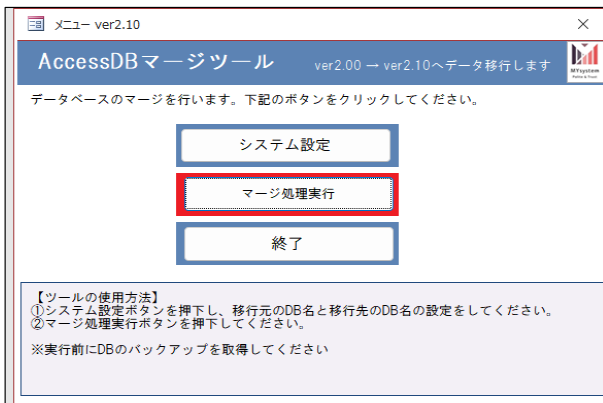 メニュー ver2.10
AccessDBマージツール ver2.00 → ver2.10へデータ移行します
MYsystem
データベースのマージを行います。下記のボタンをクリックしてください。
システム設定
マージ処理実行
終了
【ツールの使用方法】
①システム設定ボタンを押下し、移行元のDB名と移行先のDB名の設定をしてください。
②マージ処理実行ボタンを押下してください。
※実行前にDBのバックアップを取得してください